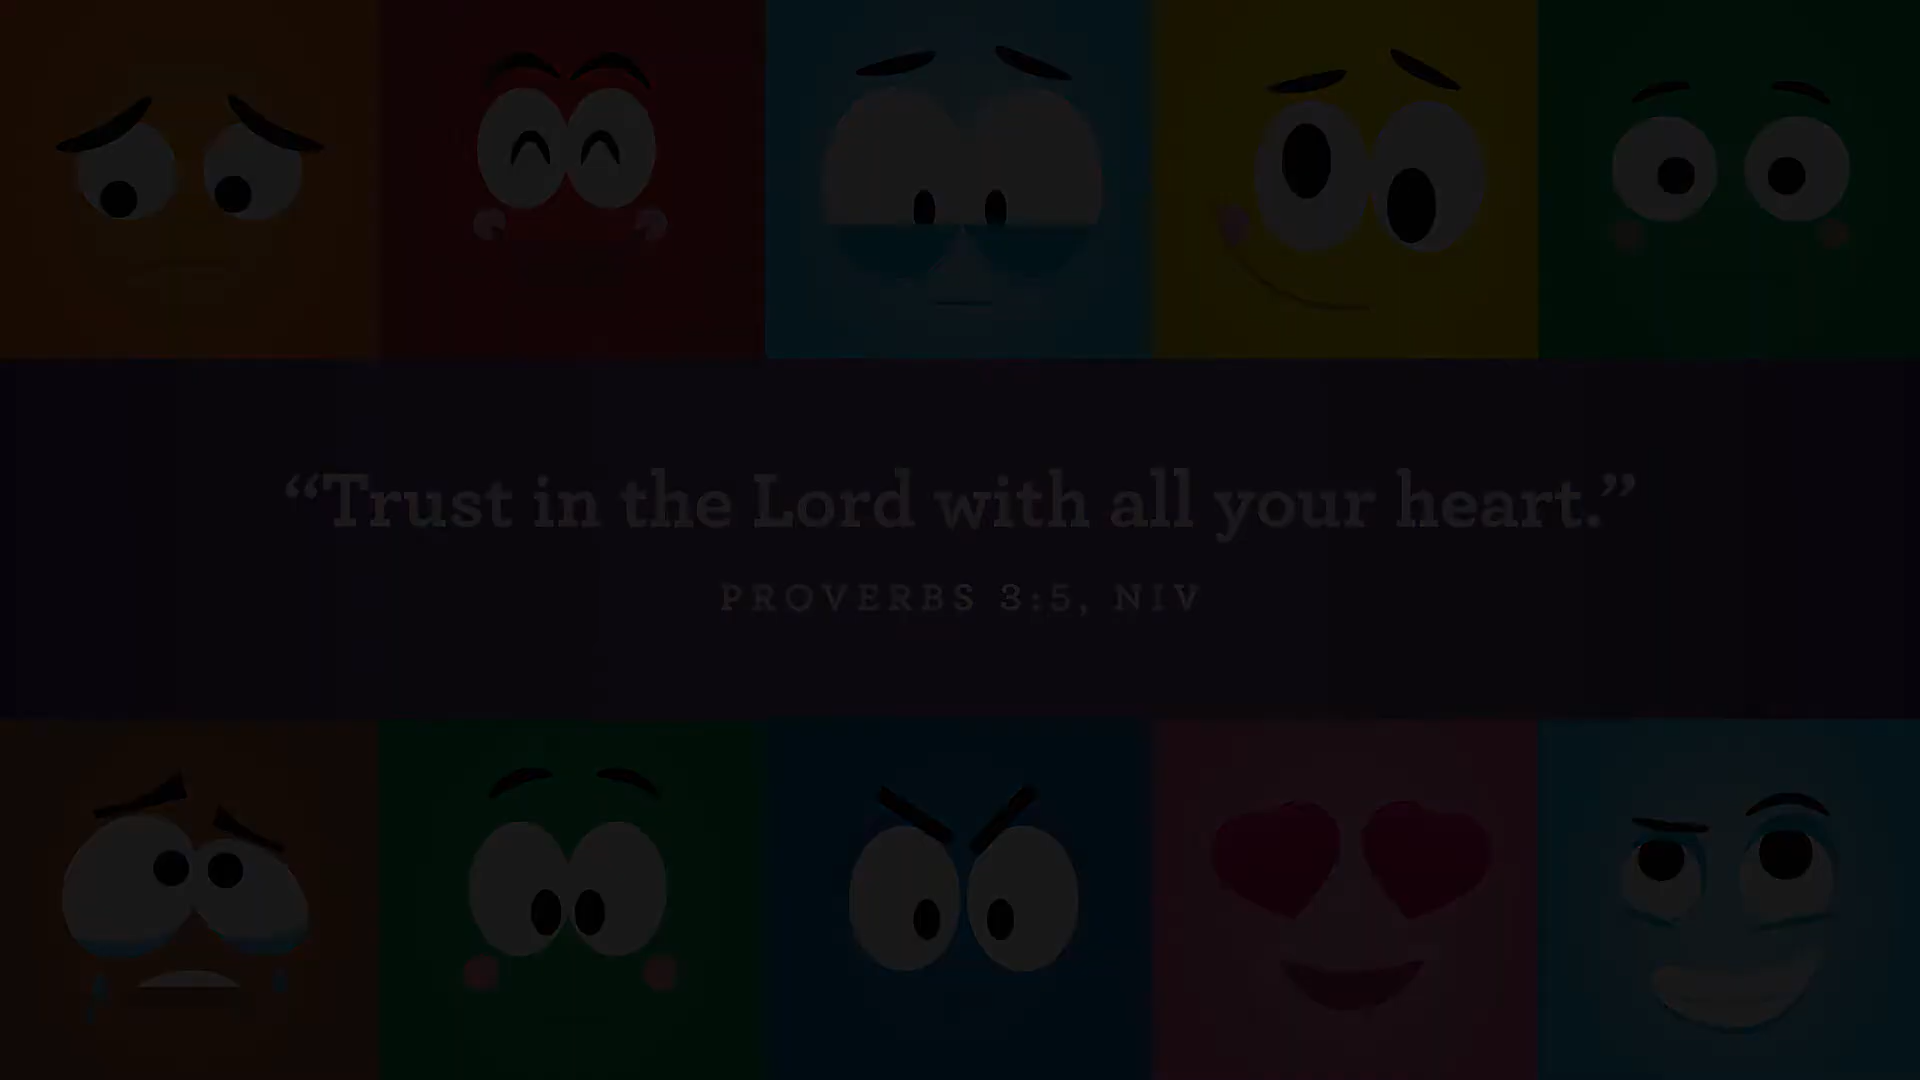 “Trust in the Lord with all your heart.”
PROVERBS 3:5, NIV